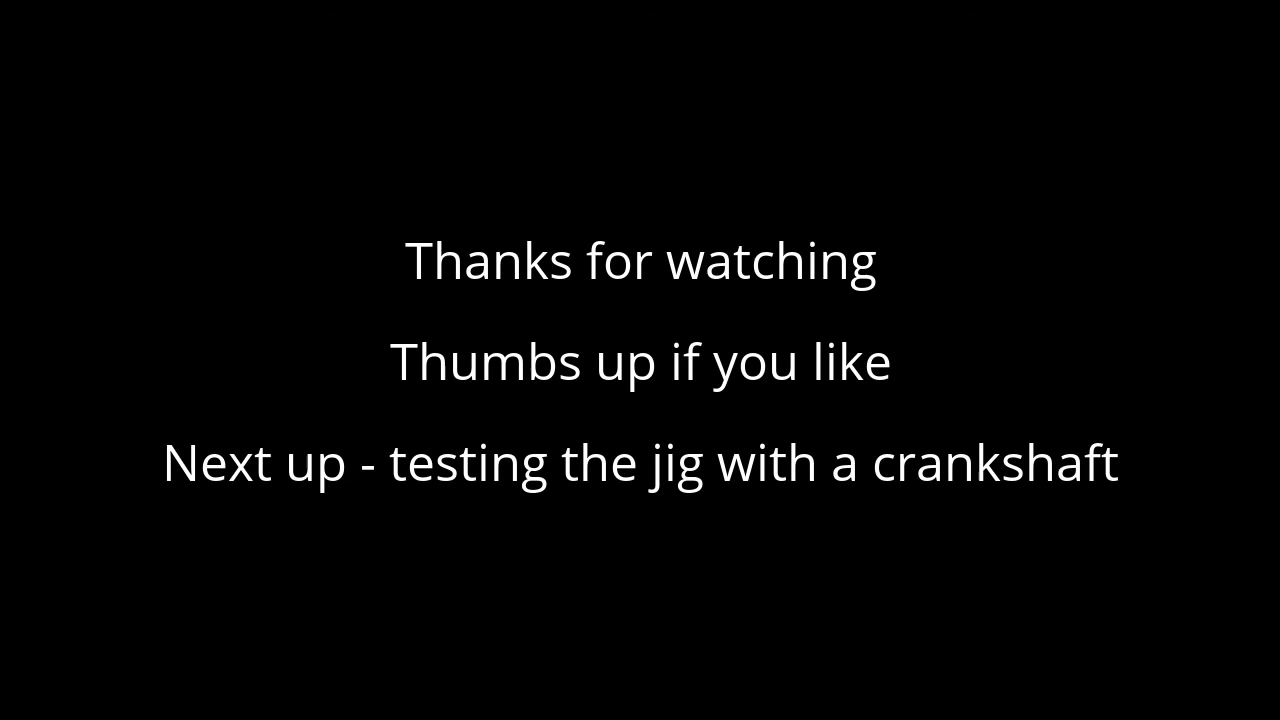 Thanks for watching
Thumbs up if you like
Next up - testing the jig with a crankshaft